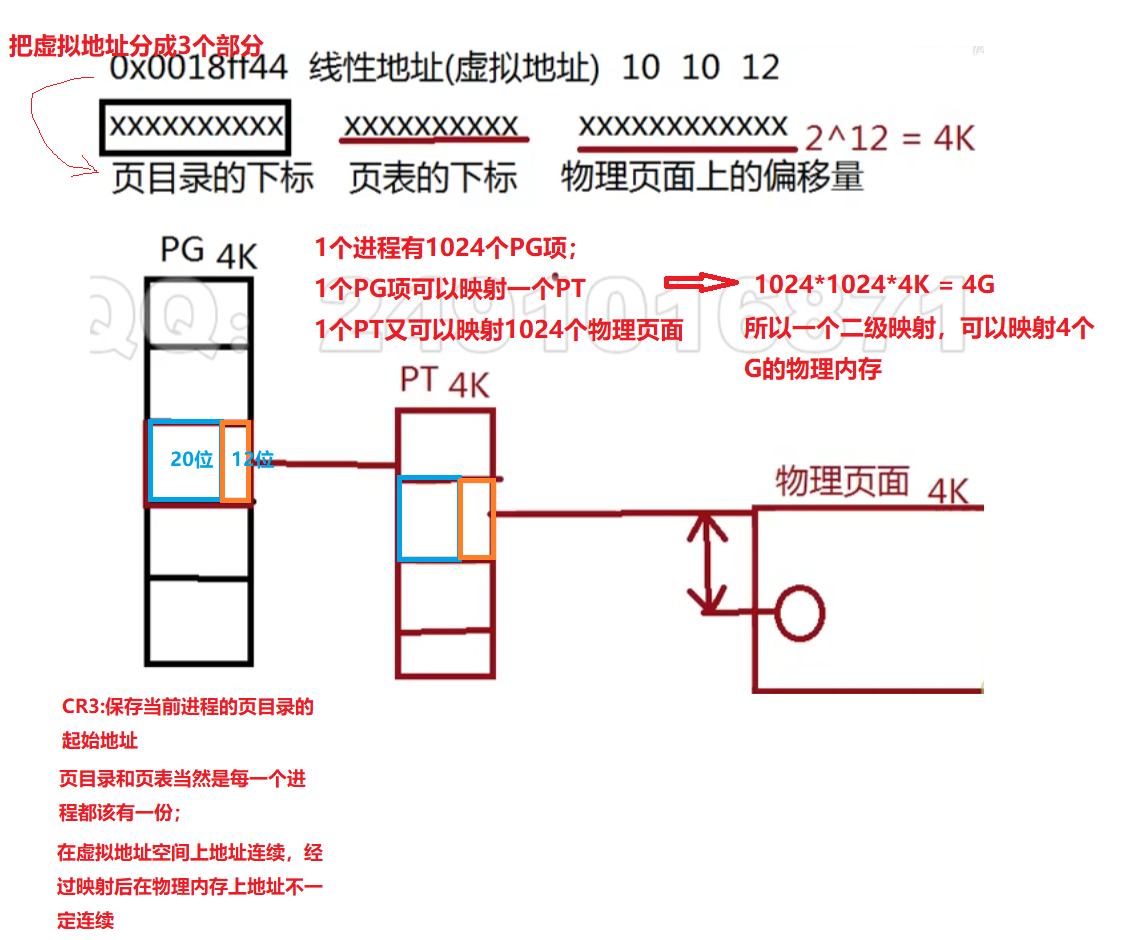 把虚拟地址分成3个部分
0x0018ff44 线性地址(虚拟地址) 10 10 12
xxxxxxxxxx xxxxxxxxxx xxxxxxxxxxxx 2^12 = 4K
页目录的下标 页表的下标 物理页面上的偏移量
PG 4K
1个进程有1024个PG项；
1个PG项可以映射一个PT
1024*1024*4K = 4G
QQ: 2491016871
1个PT又可以映射1024个物理页面
所以一个二级映射，可以映射4个
G的物理内存
PT 4K
20位 12位
物理页面 4K
CR3:保存当前进程的页目录的
起始地址
页目录和页表当然是每一个进
程都该有一份；
在虚拟地址空间上地址连续，经
过映射后在物理内存上地址不一
定连续